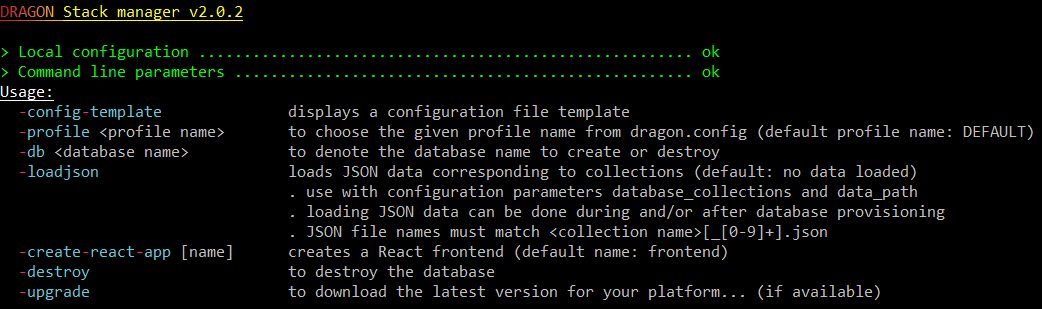 DRAGON Stack manager v2.0.2
> Local configuration ....................................................... ok
> Command line parameters ................................................... ok
Usage:
-config-template displays a configuration file template
-profile <profile name> to choose the given profile name from dragon.config (default profile name: DEFAULT)
-db <database name> to denote the database name to create or destroy
-loadjson loads JSON data corresponding to collections (default: no data loaded)
. use with configuration parameters database_collections and data_path
. loading JSON data can be done during and/or after database provisioning
. JSON file names must match <collection name>[_[0-9]+].json
-create-react-app [name] creates a React frontend (default name: frontend)
-destroy to destroy the database
-upgrade to download the latest version for your platform... (if available)